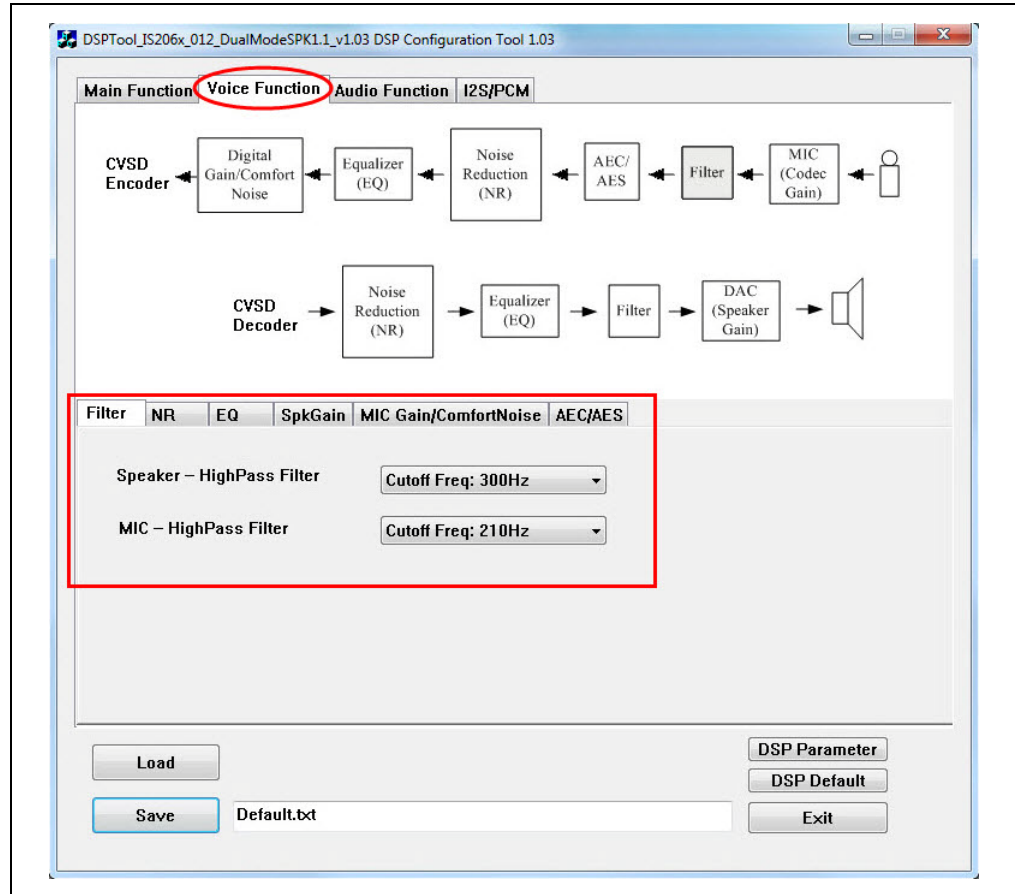 DSPTool_IS206x_012_DualModeSPK1.1_v1.03 DSP Configuration Tool 1.03
Main Function Voice Function Audio Function I2S/PCM
CVSD
Encoder
Digital
Gain/Comfort
Noise
Equalizer
(EQ)
Noise
Reduction
(NR)
AEC/
AES
Filter
MIC
(Codec
Gain)
CVSD
Decoder
Noise
Reduction
(NR)
Equalizer
(EQ)
Filter
DAC
(Speaker
Gain)
Filter NR EQ SpkGain MIC Gain/ComfortNoise AEC/AES
Speaker – HighPass Filter Cutoff Freq: 300Hz
MIC – HighPass Filter Cutoff Freq: 210Hz
Load
DSP Parameter
DSP Default
Save Default.txt Exit